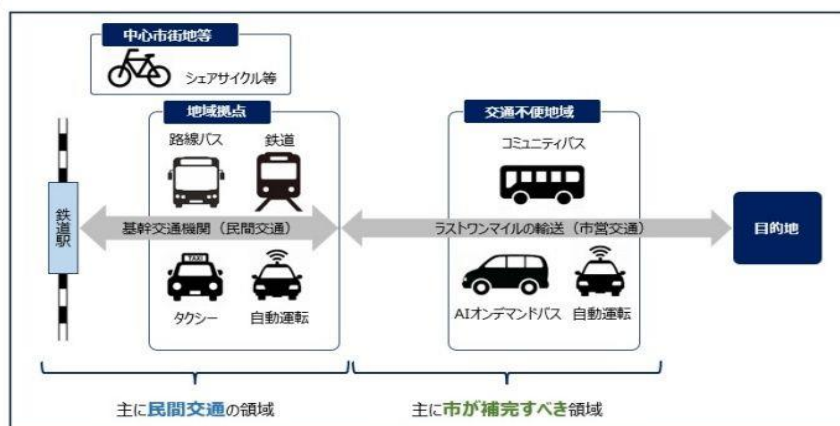 中心市街地等
シェアサイクル等
地域拠点
路線バス
鉄道
鉄道駅
基幹交通機関（民間交通）
TAXI
タクシー
自動運転
交通不便地域
コミュニティバス
ラストワンマイルの輸送（市営交通）
AIオンデマンドバス
自動運転
目的地
主に民間交通の領域
主に市が補完すべき領域